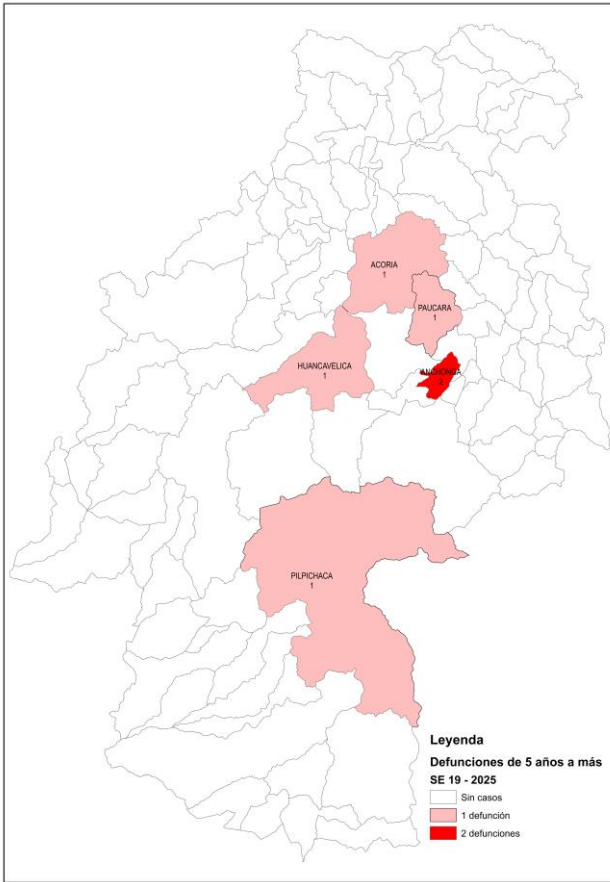 ACORIA
1
PAUCARA
1
HUANCAVELICA
1
ANCHONGA
2
PILPICHACA
1
Leyenda
Defunciones de 5 años a más
SE 19 - 2025
Sin casos
1 defunción
2 defunciones